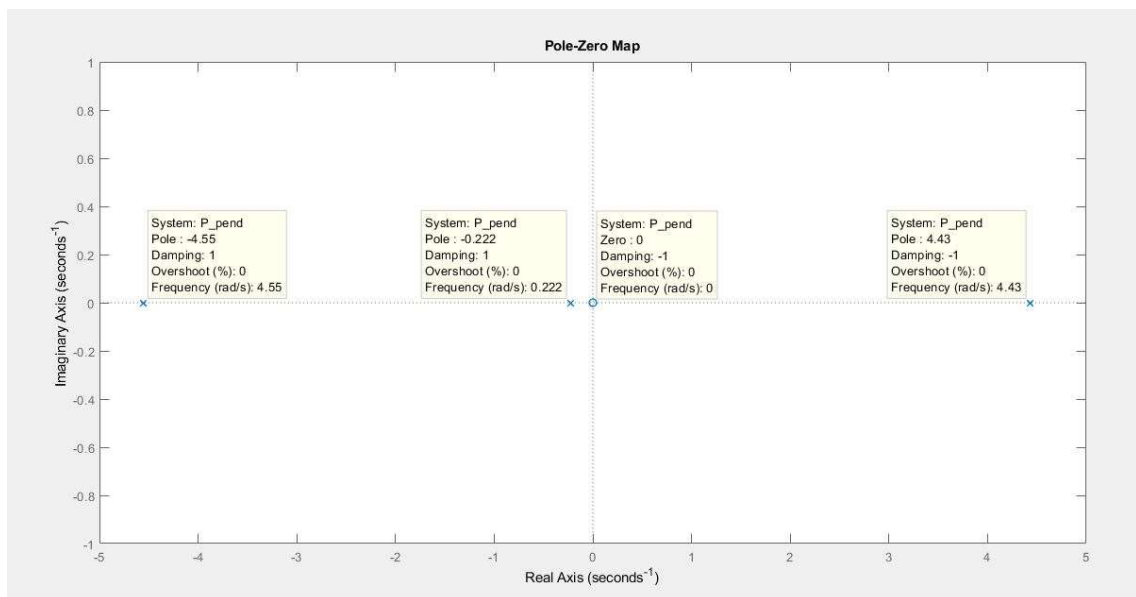 Pole-Zero Map
Imaginary Axis (seconds⁻¹)
1
0.8
0.6
0.4
0.2
0
-0.2
-0.4
-0.6
-0.8
-1
System: P_pend
Pole : -4.55
Damping: 1
Overshoot (%): 0
Frequency (rad/s): 4.55
System: P_pend
Pole : -0.222
Damping: 1
Overshoot (%): 0
Frequency (rad/s): 0.222
System: P_pend
Zero : 0
Damping: -1
Overshoot (%): 0
Frequency (rad/s): 0
System: P_pend
Pole : 4.43
Damping: -1
Overshoot (%): 0
Frequency (rad/s): 4.43
-5 -4 -3 -2 -1 0 1 2 3 4 5
Real Axis (seconds⁻¹)